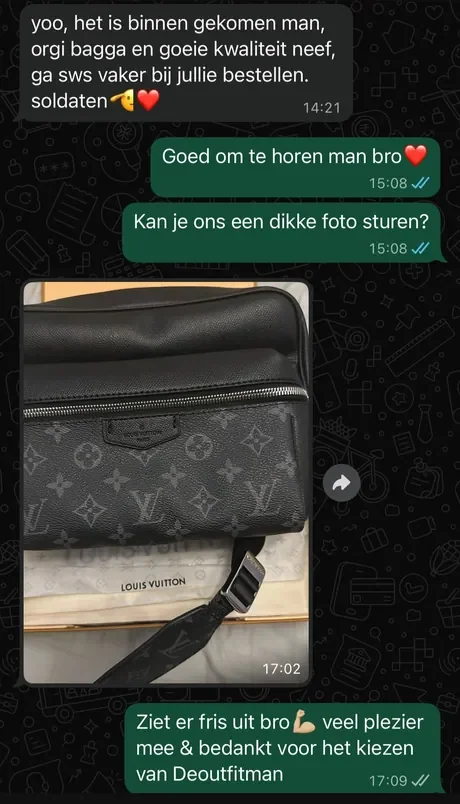 yoo, het is binnen gekomen man,
orgi bagga en goeie kwaliteit neef,
ga sws vaker bij jullie bestellen.
soldaten🫡❤️
14:21
Goed om te horen man bro❤️
15:08
Kan je ons een dikke foto sturen?
15:08
LOUIS VUITTON
LOUIS VUITTON
17:02
Ziet er fris uit bro💪🏼 veel plezier
mee & bedankt voor het kiezen
van Deoutfitman
17:09